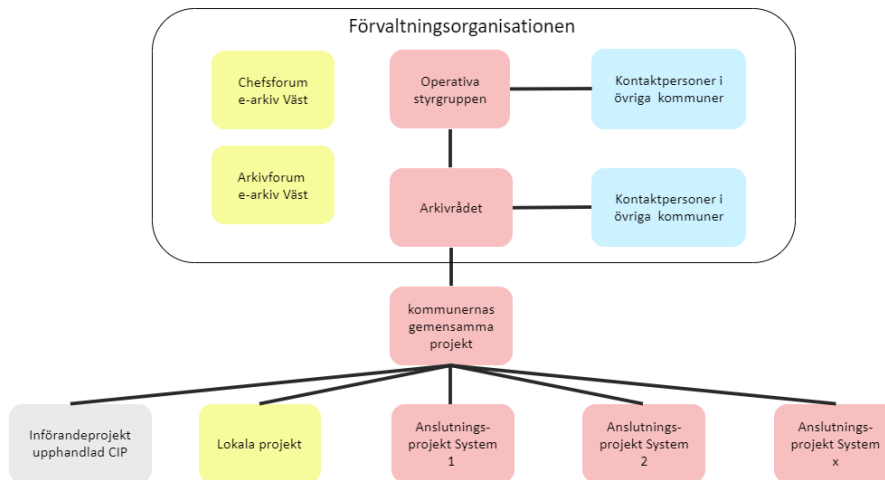 Förvaltningsorganisationen
Chefsforum
e-arkiv Väst
Operativa
styrgruppen
Kontaktpersoner i
övriga kommuner
Arkivforum
e-arkiv Väst
Arkivrådet
Kontaktpersoner i
övriga kommuner
kommunernas
gemensamma
projekt
Införandeprojekt
upphandlad CIP
Lokala projekt
Anslutnings-
projekt System
1
Anslutnings-
projekt System
2
Anslutnings-
projekt System
x